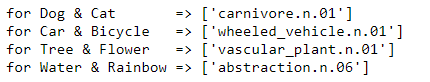 for Dog & Cat        => ['carnivore.n.01']
for Car & Bicycle    => ['wheeled_vehicle.n.01']
for Tree & Flower    => ['vascular_plant.n.01']
for Water & Rainbow => ['abstraction.n.06']